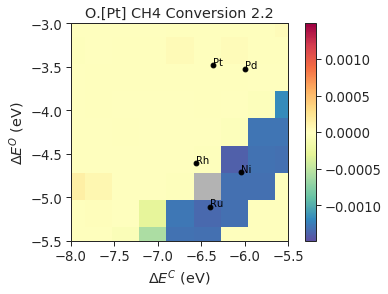 O.[Pt] CH4 Conversion 2.2
ΔE^O (eV)
−3.0
−3.5
−4.0
−4.5
−5.0
−5.5
Pt
Pd
Rh
Ni
Ru
−8.0 −7.5 −7.0 −6.5 −6.0 −5.5
ΔE^C (eV)
0.0010
0.0005
0.0000
−0.0005
−0.0010